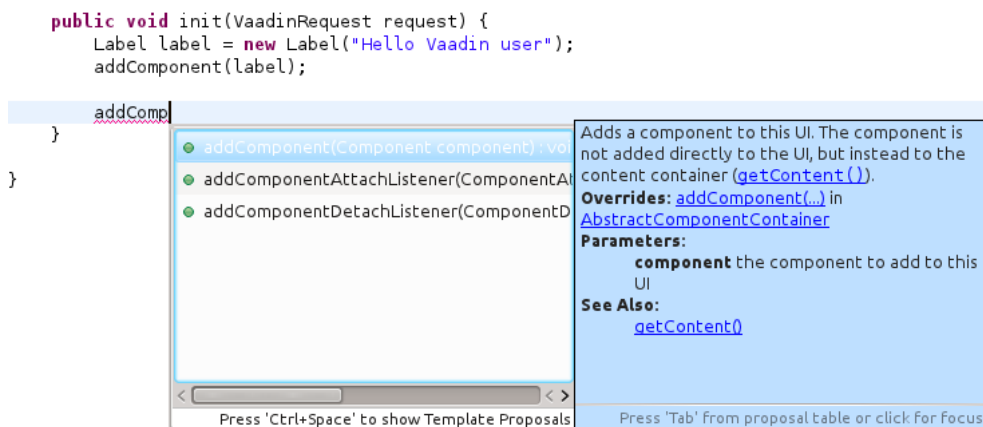 public void init(VaadinRequest request) {
Label label = new Label("Hello Vaadin user");
addComponent(label);
addComp
}
}
addComponent(Component component) : voi
addComponentAttachListener(ComponentAt
addComponentDetachListener(ComponentD
Press 'Ctrl+Space' to show Template Proposals
Adds a component to this UI. The component is
not added directly to the UI, but instead to the
content container (getContent()).
Overrides: addComponent(...) in
AbstractComponentContainer
Parameters:
component the component to add to this
UI
See Also:
getContent()
Press 'Tab' from proposal table or click for focus